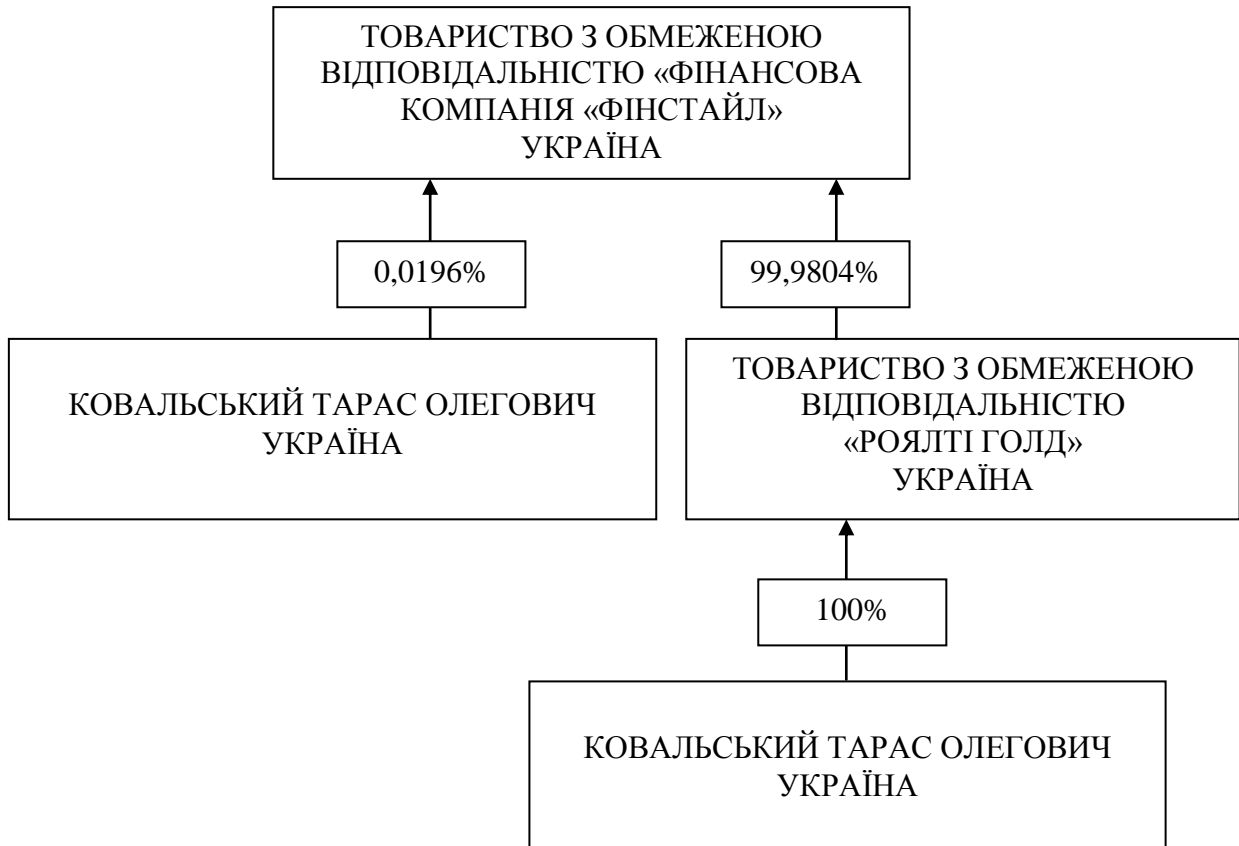 ТОВАРИСТВО З ОБМЕЖЕНОЮ
ВІДПОВІДАЛЬНІСТЮ «ФІНАНСОВА
КОМПАНІЯ «ФІНСТАЙЛ»
УКРАЇНА
0,0196%
99,9804%
КОВАЛЬСЬКИЙ ТАРАС ОЛЕГОВИЧ
УКРАЇНА
ТОВАРИСТВО З ОБМЕЖЕНОЮ
ВІДПОВІДАЛЬНІСТЮ
«РОЯЛТІ ГОЛД»
УКРАЇНА
100%
КОВАЛЬСЬКИЙ ТАРАС ОЛЕГОВИЧ
УКРАЇНА